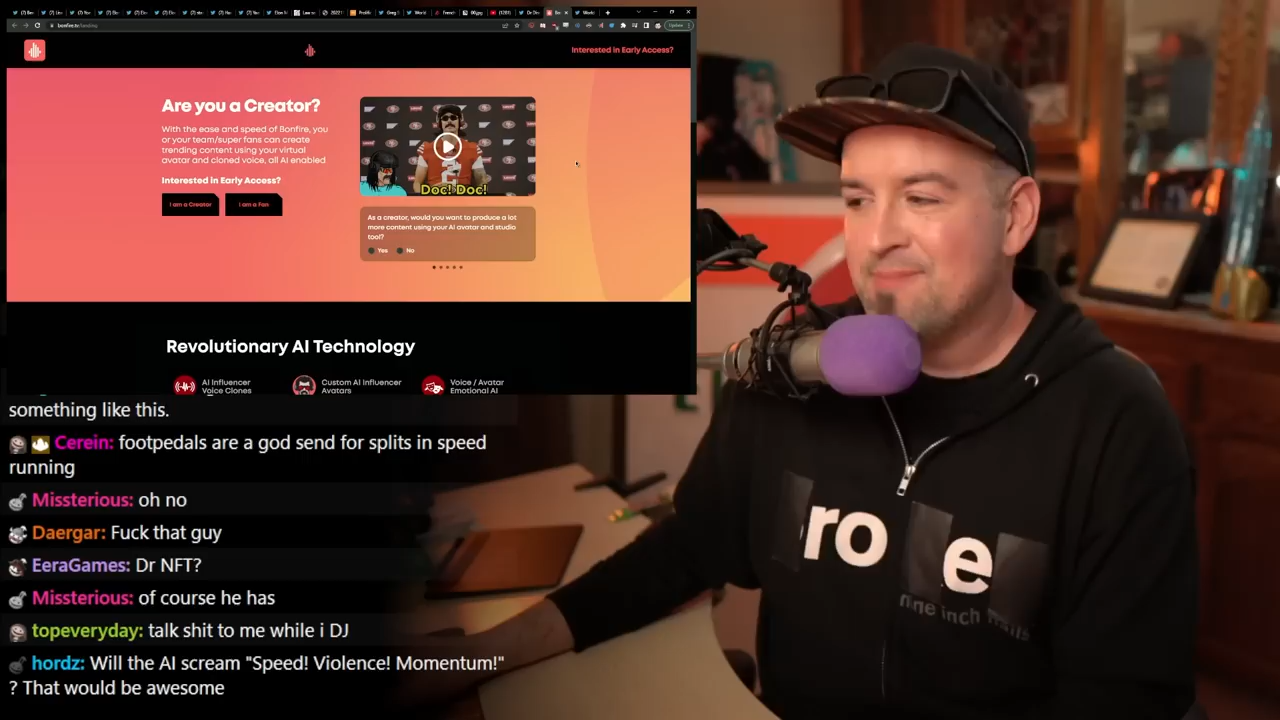 bonfire.tv/landing
Update
Interested in Early Access?
Are you a Creator?
With the ease and speed of Bonfire, you
or your team/super fans can create
trending content using your virtual
avatar and cloned voice, all AI enabled
Interested in Early Access?
I am a Creator
I am a Fan
Doc! Doc!
As a creator, would you want to produce a lot
more content using your AI avatar and studio
tool?
Yes
No
Revolutionary AI Technology
AI Influencer
Voice Clones
Custom AI Influencer
Avatars
Voice / Avatar
Emotional AI
something like this.
Cerein: footpedals are a god send for splits in speed
running
Missterious: oh no
Daergar: Fuck that guy
EeraGames: Dr NFT?
Missterious: of course he has
topeveryday: talk shit to me while i DJ
hordz: Will the AI scream "Speed! Violence! Momentum!"
? That would be awesome
nine inch nails